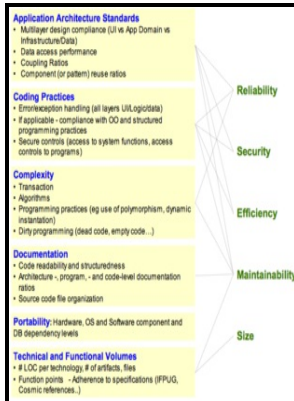 Application Architecture Standards
• Multilayer design compliance (UI vs App Domain vs
Infrastructure/Data)
• Data access performance
• Coupling Ratios
• Component (or pattern) reuse ratios
Coding Practices
• Error/exception handling (all layers UI/Logic/data)
• If applicable - compliance with OO and structured
programming practices
• Secure controls (access to system functions, access
controls to programs)
Complexity
• Transaction
• Algorithms
• Programming practices (eg use of polymorphism, dynamic
instantation)
• Dirty programming (dead code, empty code…)
Documentation
• Code readability and structuredness
• Architecture -, program, - and code-level documentation
ratios
• Source code file organization
Portability: Hardware, OS and Software component and
DB dependency levels
Technical and Functional Volumes
• # LOC per technology, # of artifacts, files
• Function points - Adherence to specifications (IFPUG,
Cosmic references..)
Reliability
Security
Efficiency
Maintainability
Size